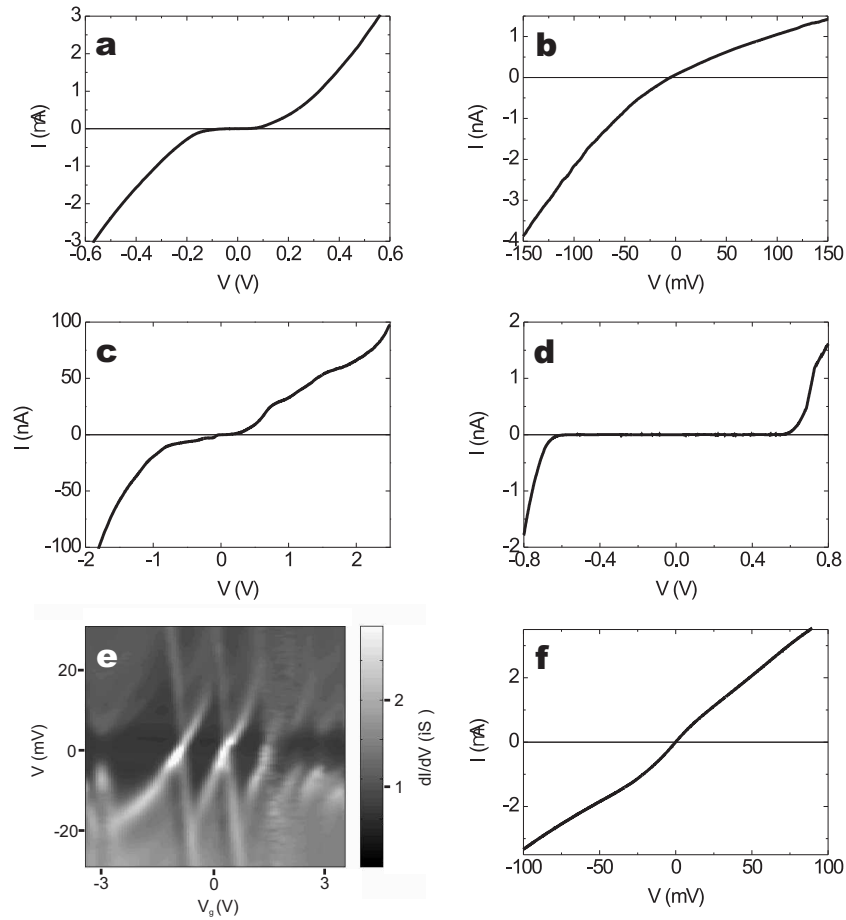 a
3
2
1
0
-1
-2
-3
I (nA)
-0.6 -0.4 -0.2 0.0 0.2 0.4 0.6
V (V)
b
1
0
-1
-2
-3
-4
I (nA)
-150 -100 -50 0 50 100 150
V (mV)
c
100
50
0
-50
-100
I (nA)
-2 -1 0 1 2
V (V)
d
2
1
0
-1
-2
I (nA)
-0.8 -0.4 0.0 0.4 0.8
V (V)
e
20
0
-20
V (mV)
-3 0 3
Vg (V)
2
1
dI/dV (iS)
f
2
0
-2
I (nA)
-100 -50 0 50 100
V (mV)